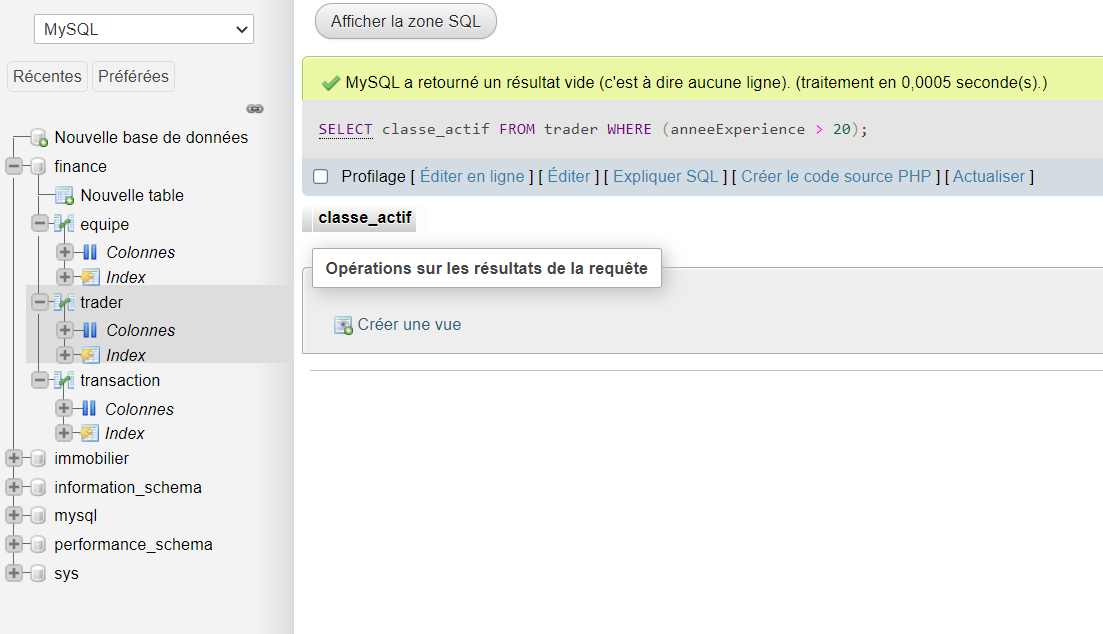 MySQL
Récentes
Préférées
Nouvelle base de données
finance
Nouvelle table
equipe
Colonnes
Index
trader
Colonnes
Index
transaction
Colonnes
Index
immobilier
information_schema
mysql
performance_schema
sys
Afficher la zone SQL
MySQL a retourné un résultat vide (c'est à dire aucune ligne). (traitement en 0,0005 seconde(s).)
SELECT classe_actif FROM trader WHERE (anneeExperience > 20);
Profilage [ Éditer en ligne ] [ Éditer ] [ Expliquer SQL ] [ Créer le code source PHP ] [ Actualiser ]
classe_actif
Opérations sur les résultats de la requête
Créer une vue